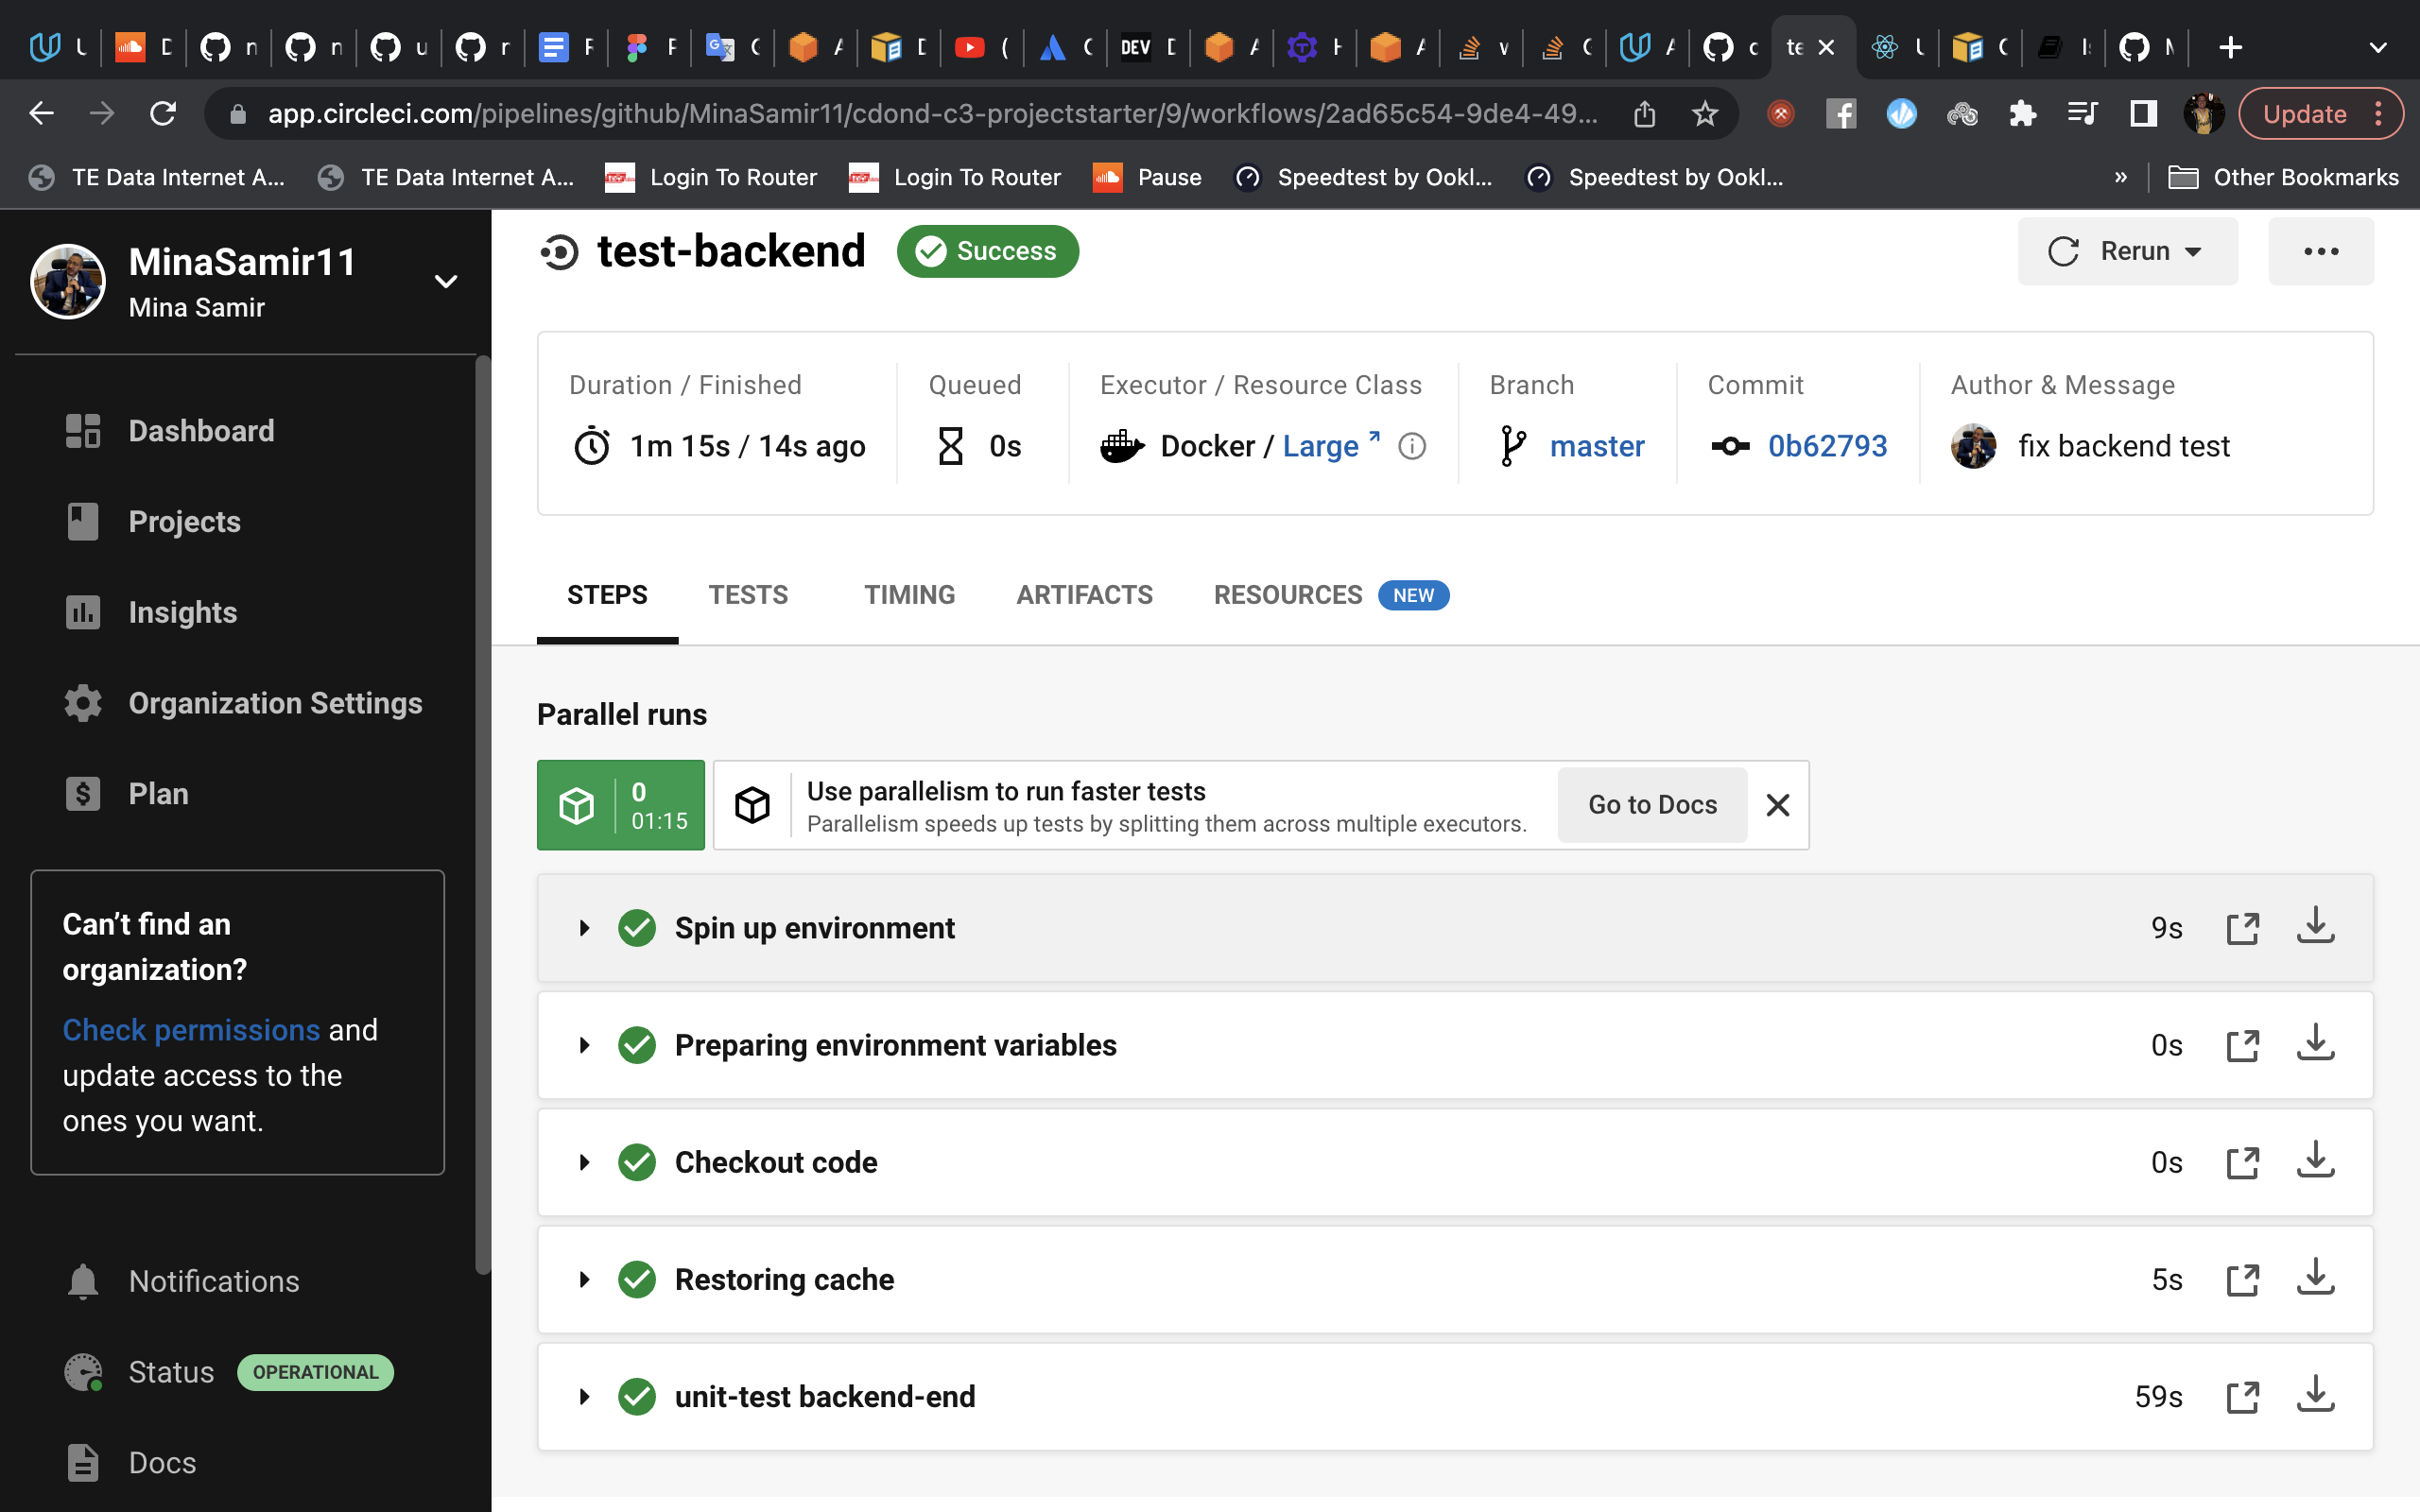 DEV
app.circleci.com/pipelines/github/MinaSamir11/cdond-c3-projectstarter/9/workflows/2ad65c54-9de4-49...
Update
TE Data Internet A...
TE Data Internet A...
Login To Router
Login To Router
Pause
Speedtest by Ookl...
Speedtest by Ookl...
»
Other Bookmarks
MinaSamir11
Mina Samir
Dashboard
Projects
Insights
Organization Settings
Plan
Can't find an
organization?
Check permissions and
update access to the
ones you want.
Notifications
Status OPERATIONAL
Docs
test-backend
Success
Rerun
Duration / Finished
1m 15s / 14s ago
Queued
0s
Executor / Resource Class
Docker / Large
Branch
master
Commit
0b62793
Author & Message
fix backend test
STEPS
TESTS
TIMING
ARTIFACTS
RESOURCES
NEW
Parallel runs
0
01:15
Use parallelism to run faster tests
Parallelism speeds up tests by splitting them across multiple executors.
Go to Docs
Spin up environment 9s
Preparing environment variables 0s
Checkout code 0s
Restoring cache 5s
unit-test backend-end 59s